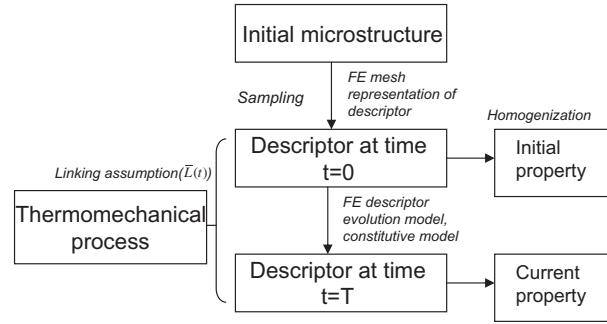 Initial microstructure
Sampling
FE mesh
representation of
descriptor
Homogenization
Linking assumption(L̅(t))
Descriptor at time
t=0
Initial
property
Thermomechanical
process
FE descriptor
evolution model,
constitutive model
Descriptor at time
t=T
Current
property